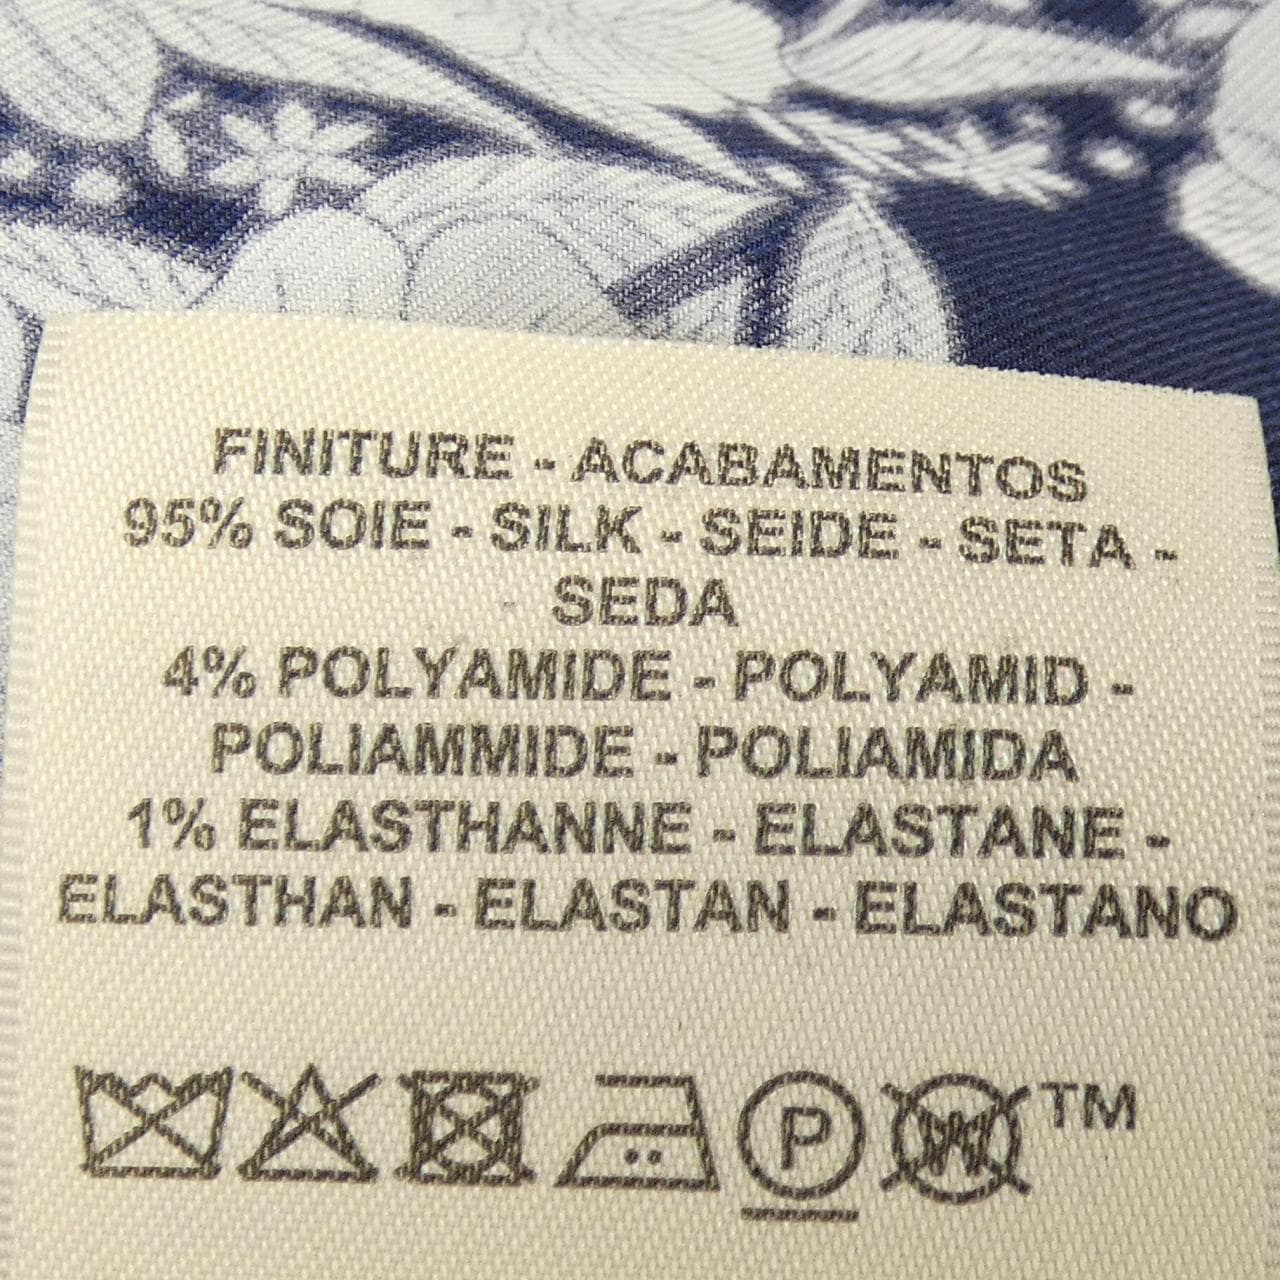 FINITURE - ACABAMENTOS
95% SOIE - SILK - SEIDE - SETA -
SEDA
4% POLYAMIDE - POLYAMID -
POLIAMMIDE - POLIAMIDA
1% ELASTHANNE - ELASTANE -
ELASTHAN - ELASTAN - ELASTANO
P W TM